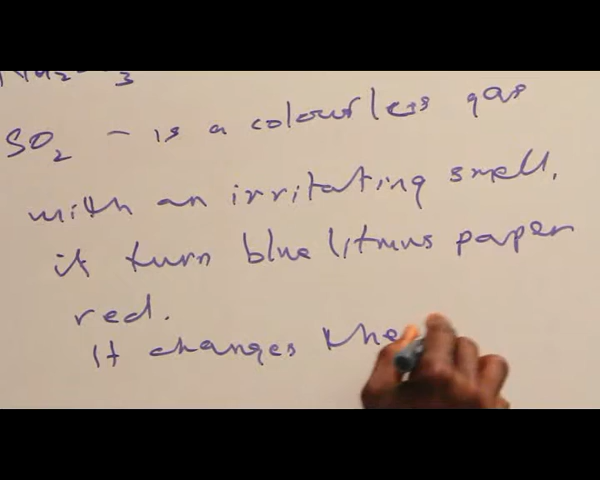 SO₂ – is a colourless gas
with an irritating smell,
it turn blue litmus paper
red.
It changes the